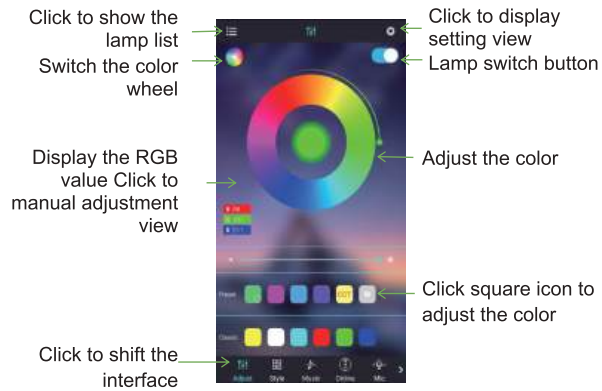 Click to show the
lamp list
Switch the color
wheel
Display the RGB
value Click to
manual adjustment
view
Click to shift the
interface
Click to display
setting view
Lamp switch button
Adjust the color
Click square icon to
adjust the color
Classic
Adjust
Style
Music
Online
Mic